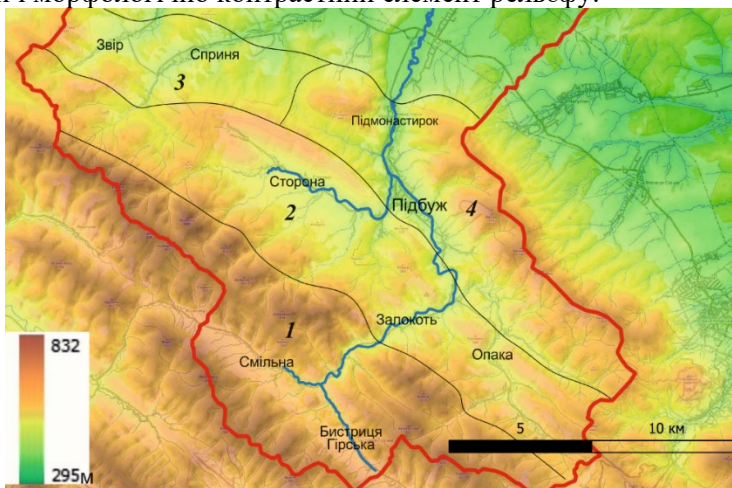 і морфологічно контрастний елемент рельєфу.
Звір
Сприня
3
Підмонастирок
Сторона
2
Підбуж
4
Залокоть
1
Смільна
Опака
Бистриця
Гірська
832
295м
5
10 км